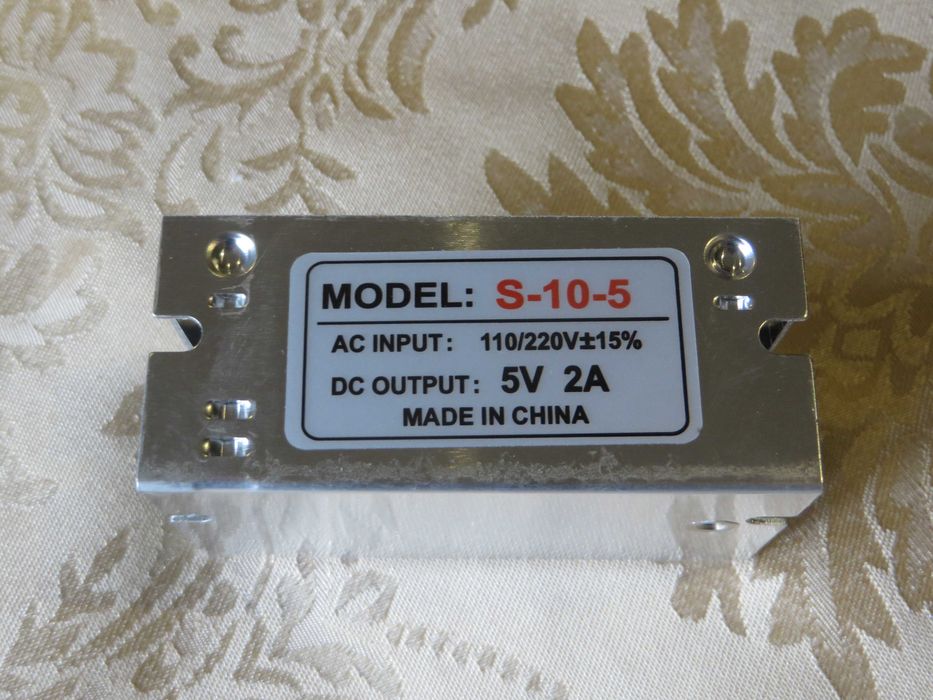 MODEL: S-10-5
AC INPUT: 110/220V±15%
DC OUTPUT: 5V 2A
MADE IN CHINA